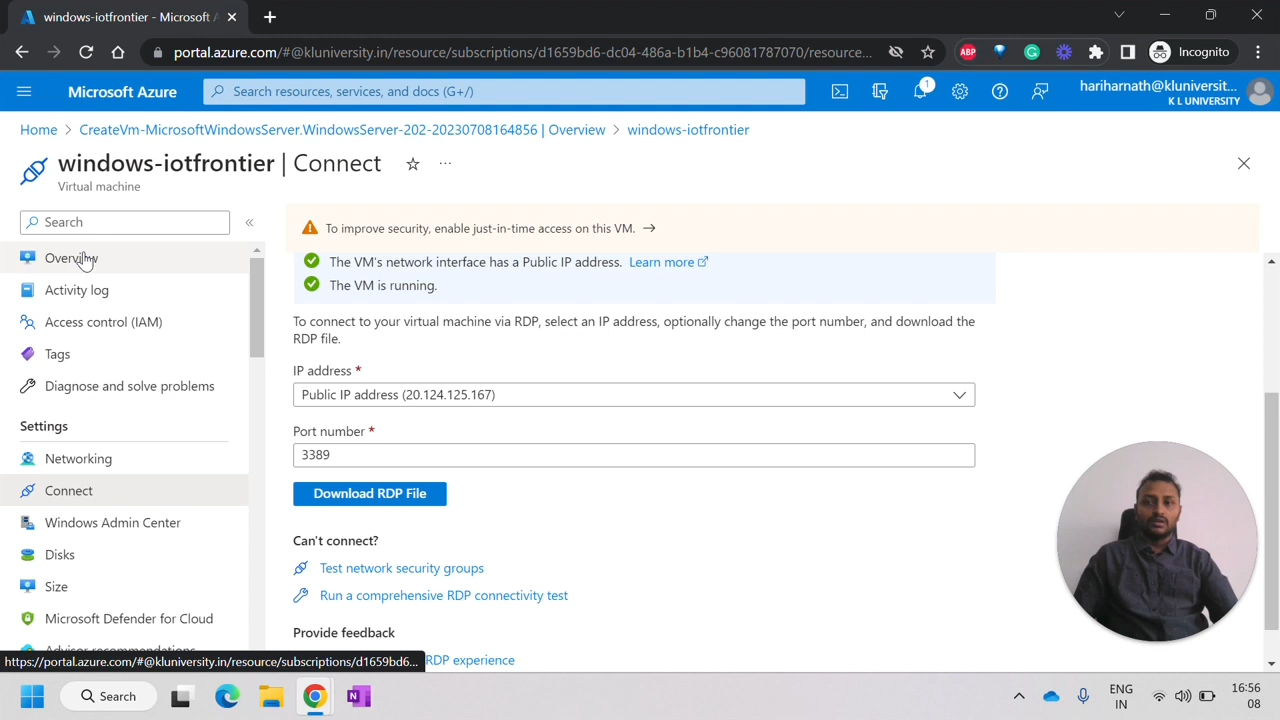 windows-iotfrontier - Microsoft A
portal.azure.com/#@kluniversity.in/resource/subscriptions/d1659bd6-dc04-486a-b1b4-c96081787070/resource...
ABP
Incognito
Microsoft Azure
Search resources, services, and docs (G+/)
1
hariharnath@kluniversit...
K L UNIVERSITY
Home > CreateVm-MicrosoftWindowsServer.WindowsServer-202-20230708164856 | Overview > windows-iotfrontier
windows-iotfrontier | Connect
Virtual machine
Search
To improve security, enable just-in-time access on this VM.
Overview
Activity log
Access control (IAM)
Tags
Diagnose and solve problems
Settings
Networking
Connect
Windows Admin Center
Disks
Size
Microsoft Defender for Cloud
Advisor recommendations
The VM's network interface has a Public IP address. Learn more
The VM is running.
To connect to your virtual machine via RDP, select an IP address, optionally change the port number, and download the
RDP file.
IP address *
Public IP address (20.124.125.167)
Port number *
3389
Download RDP File
Can't connect?
Test network security groups
Run a comprehensive RDP connectivity test
Provide feedback
RDP experience
https://portal.azure.com/#@kluniversity.in/resource/subscriptions/d1659bd6...
Search
ENG
IN
16:56
08